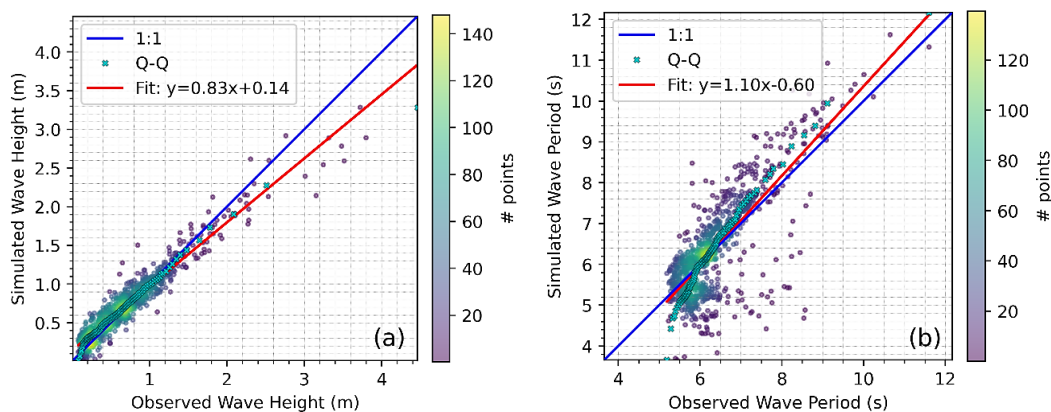 1:1
Q-Q
Fit: y=0.83x+0.14
4.0
3.5
3.0
2.5
2.0
1.5
1.0
0.5
Simulated Wave Height (m)
1 2 3 4
Observed Wave Height (m)
(a)
140
120
100
80
60
40
20
# points
1:1
Q-Q
Fit: y=1.10x-0.60
12
11
10
9
8
7
6
5
4
Simulated Wave Period (s)
4 6 8 10 12
Observed Wave Period (s)
(b)
120
100
80
60
40
20
# points